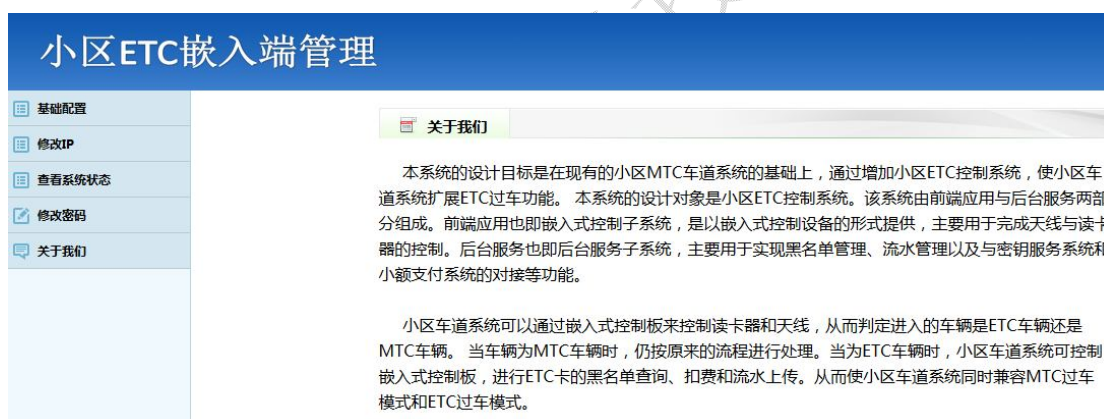 小区ETC嵌入端管理
基础配置
修改IP
查看系统状态
修改密码
关于我们
关于我们
本系统的设计目标是在现有的小区MTC车道系统的基础上，通过增加小区ETC控制系统，使小区车
道系统扩展ETC过车功能。 本系统的设计对象是小区ETC控制系统。该系统由前端应用与后台服务两部
分组成。前端应用也即嵌入式控制子系统，是以嵌入式控制设备的形式提供，主要用于完成天线与读卡
器的控制。后台服务也即后台服务子系统，主要用于实现黑名单管理、流水管理以及与密钥服务系统和
小额支付系统的对接等功能。
小区车道系统可以通过嵌入式控制板来控制读卡器和天线，从而判定进入的车辆是ETC车辆还是
MTC车辆。 当车辆为MTC车辆时，仍按原来的流程进行处理。当为ETC车辆时，小区车道系统可控制
嵌入式控制板，进行ETC卡的黑名单查询、扣费和流水上传。从而使小区车道系统同时兼容MTC过车
模式和ETC过车模式。